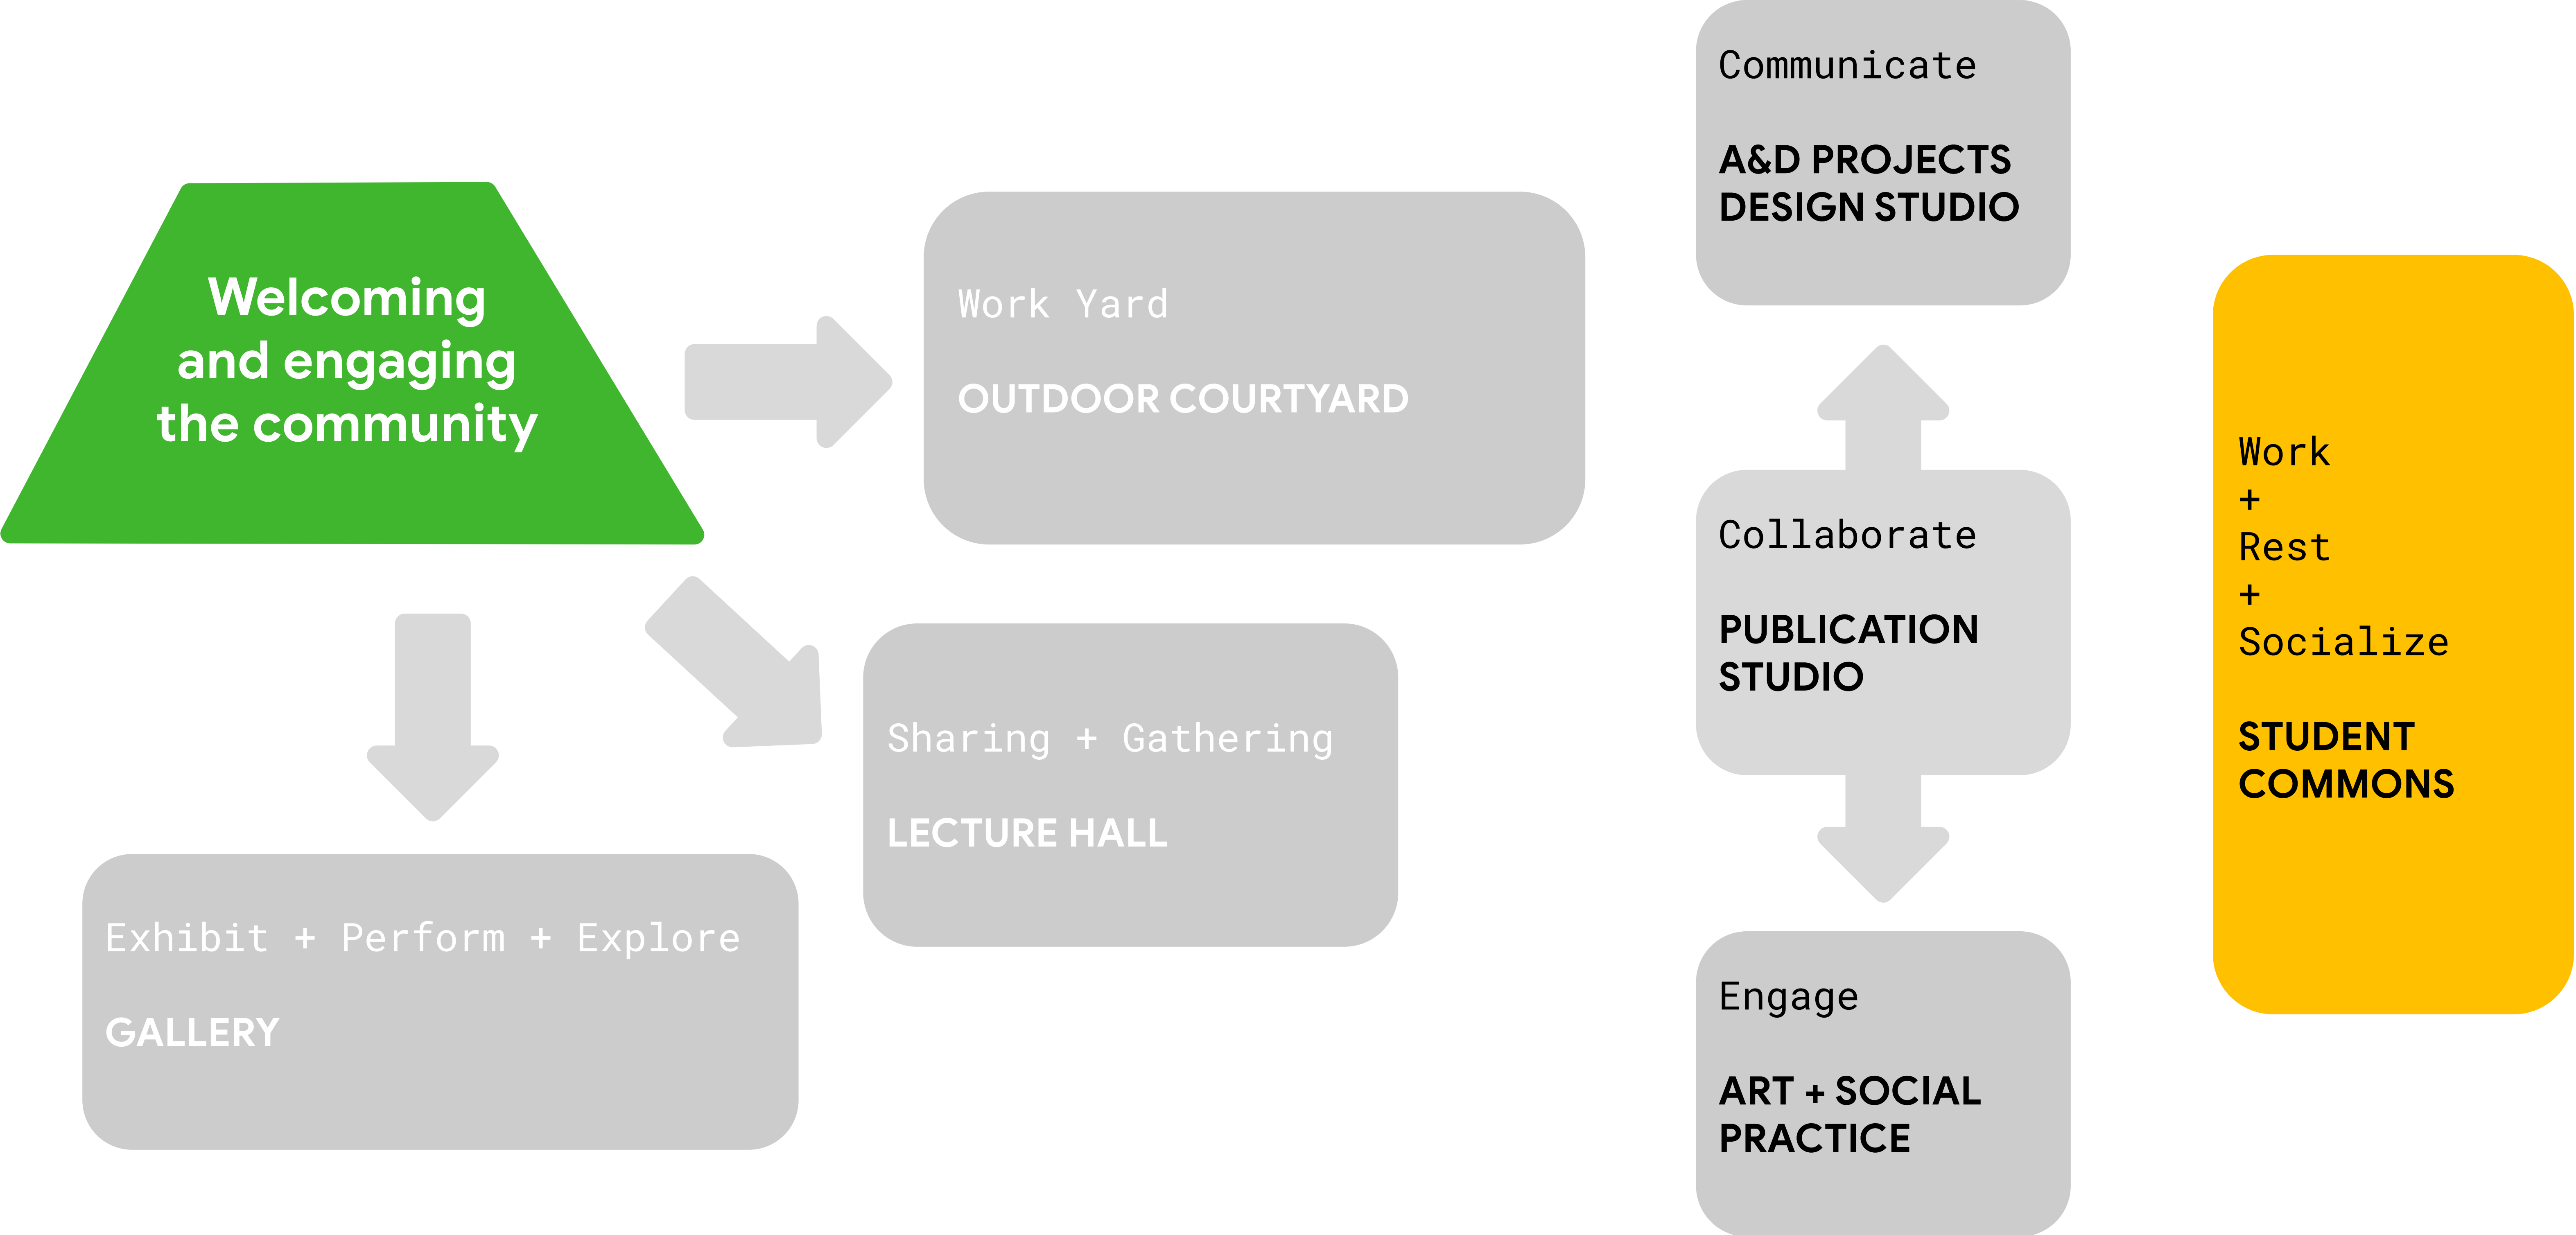 Welcoming
and engaging
the community
Work Yard
OUTDOOR COURTYARD
Sharing + Gathering
LECTURE HALL
Exhibit + Perform + Explore
GALLERY
Communicate
A&D PROJECTS
DESIGN STUDIO
Collaborate
PUBLICATION
STUDIO
Engage
ART + SOCIAL
PRACTICE
Work
+
Rest
+
Socialize
STUDENT
COMMONS